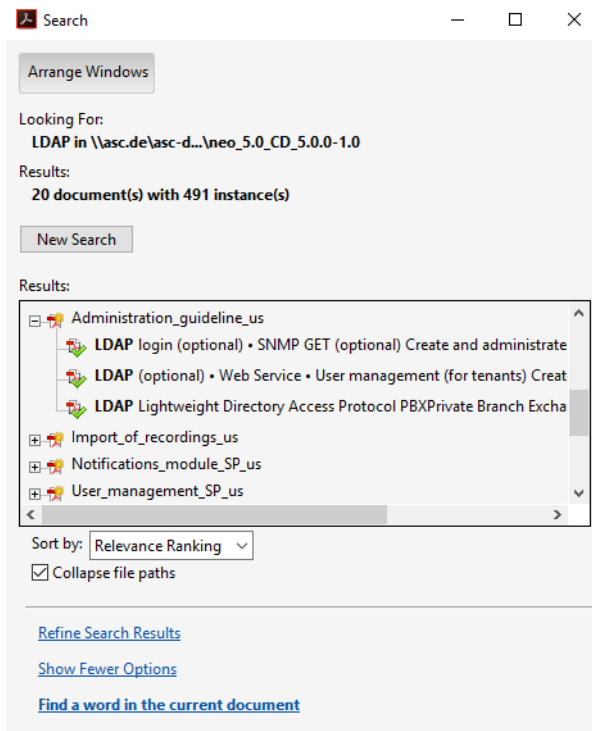 Search
Arrange Windows
Looking For:
LDAP in \\asc.de\asc-d...\neo_5.0_CD_5.0.0-1.0
Results:
20 document(s) with 491 instance(s)
New Search
Results:
Administration_guideline_us
LDAP login (optional) • SNMP GET (optional) Create and administrate
LDAP (optional) • Web Service • User management (for tenants) Creat
LDAP Lightweight Directory Access Protocol PBXPrivate Branch Excha
Import_of_recordings_us
Notifications_module_SP_us
User_management_SP_us
Sort by: Relevance Ranking
Collapse file paths
Refine Search Results
Show Fewer Options
Find a word in the current document